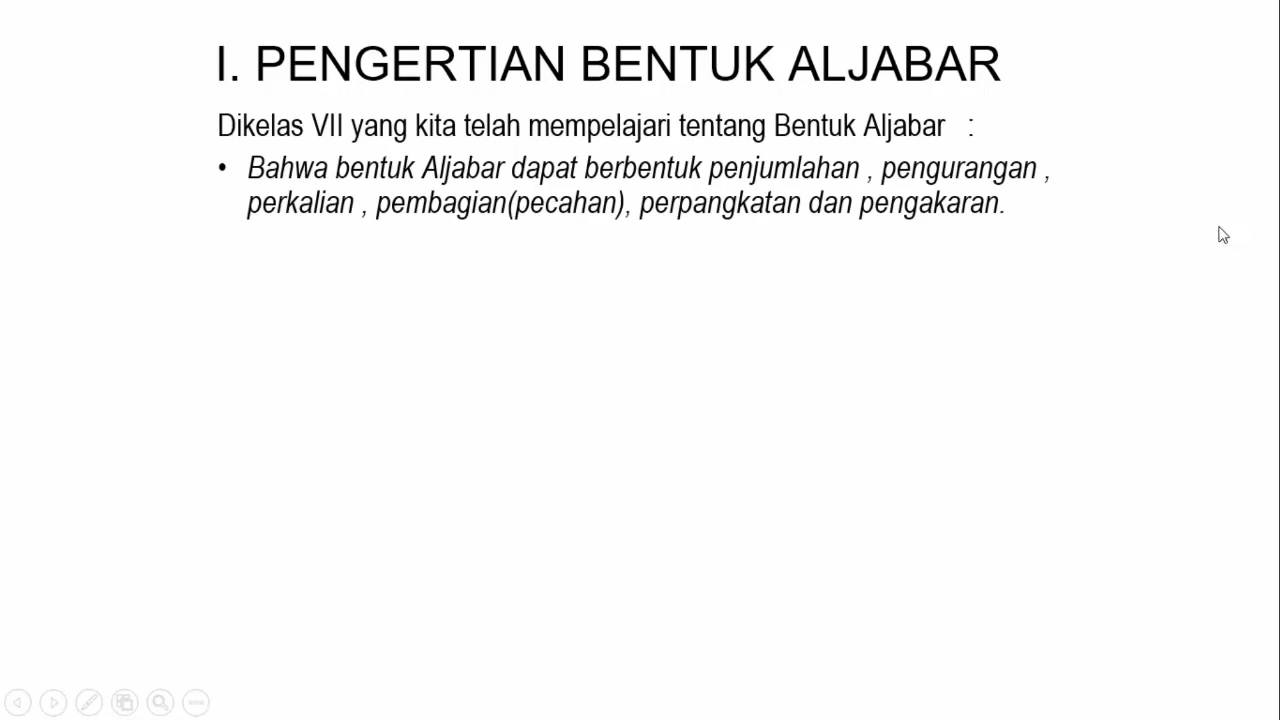 I. PENGERTIAN BENTUK ALJABAR
Dikelas VII yang kita telah mempelajari tentang Bentuk Aljabar :
• Bahwa bentuk Aljabar dapat berbentuk penjumlahan , pengurangan ,
perkalian , pembagian(pecahan), perpangkatan dan pengakaran.